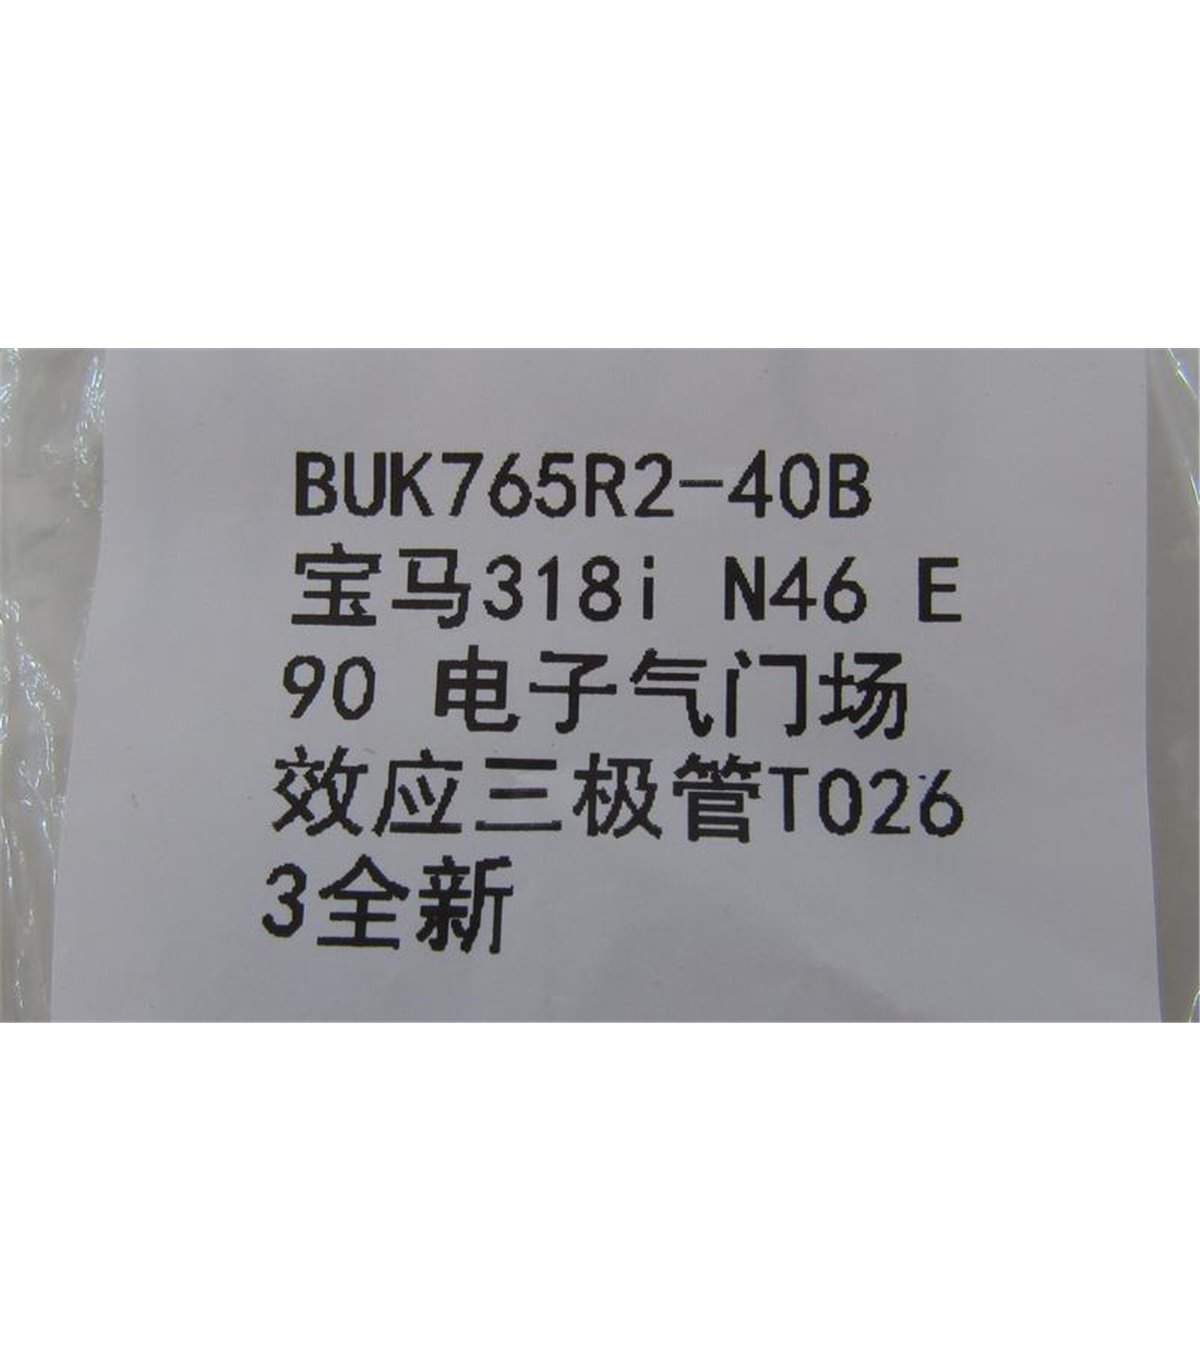 BUK765R2-40B
宝马318i N46 E
90 电子气门场
效应三极管TO26
3全新